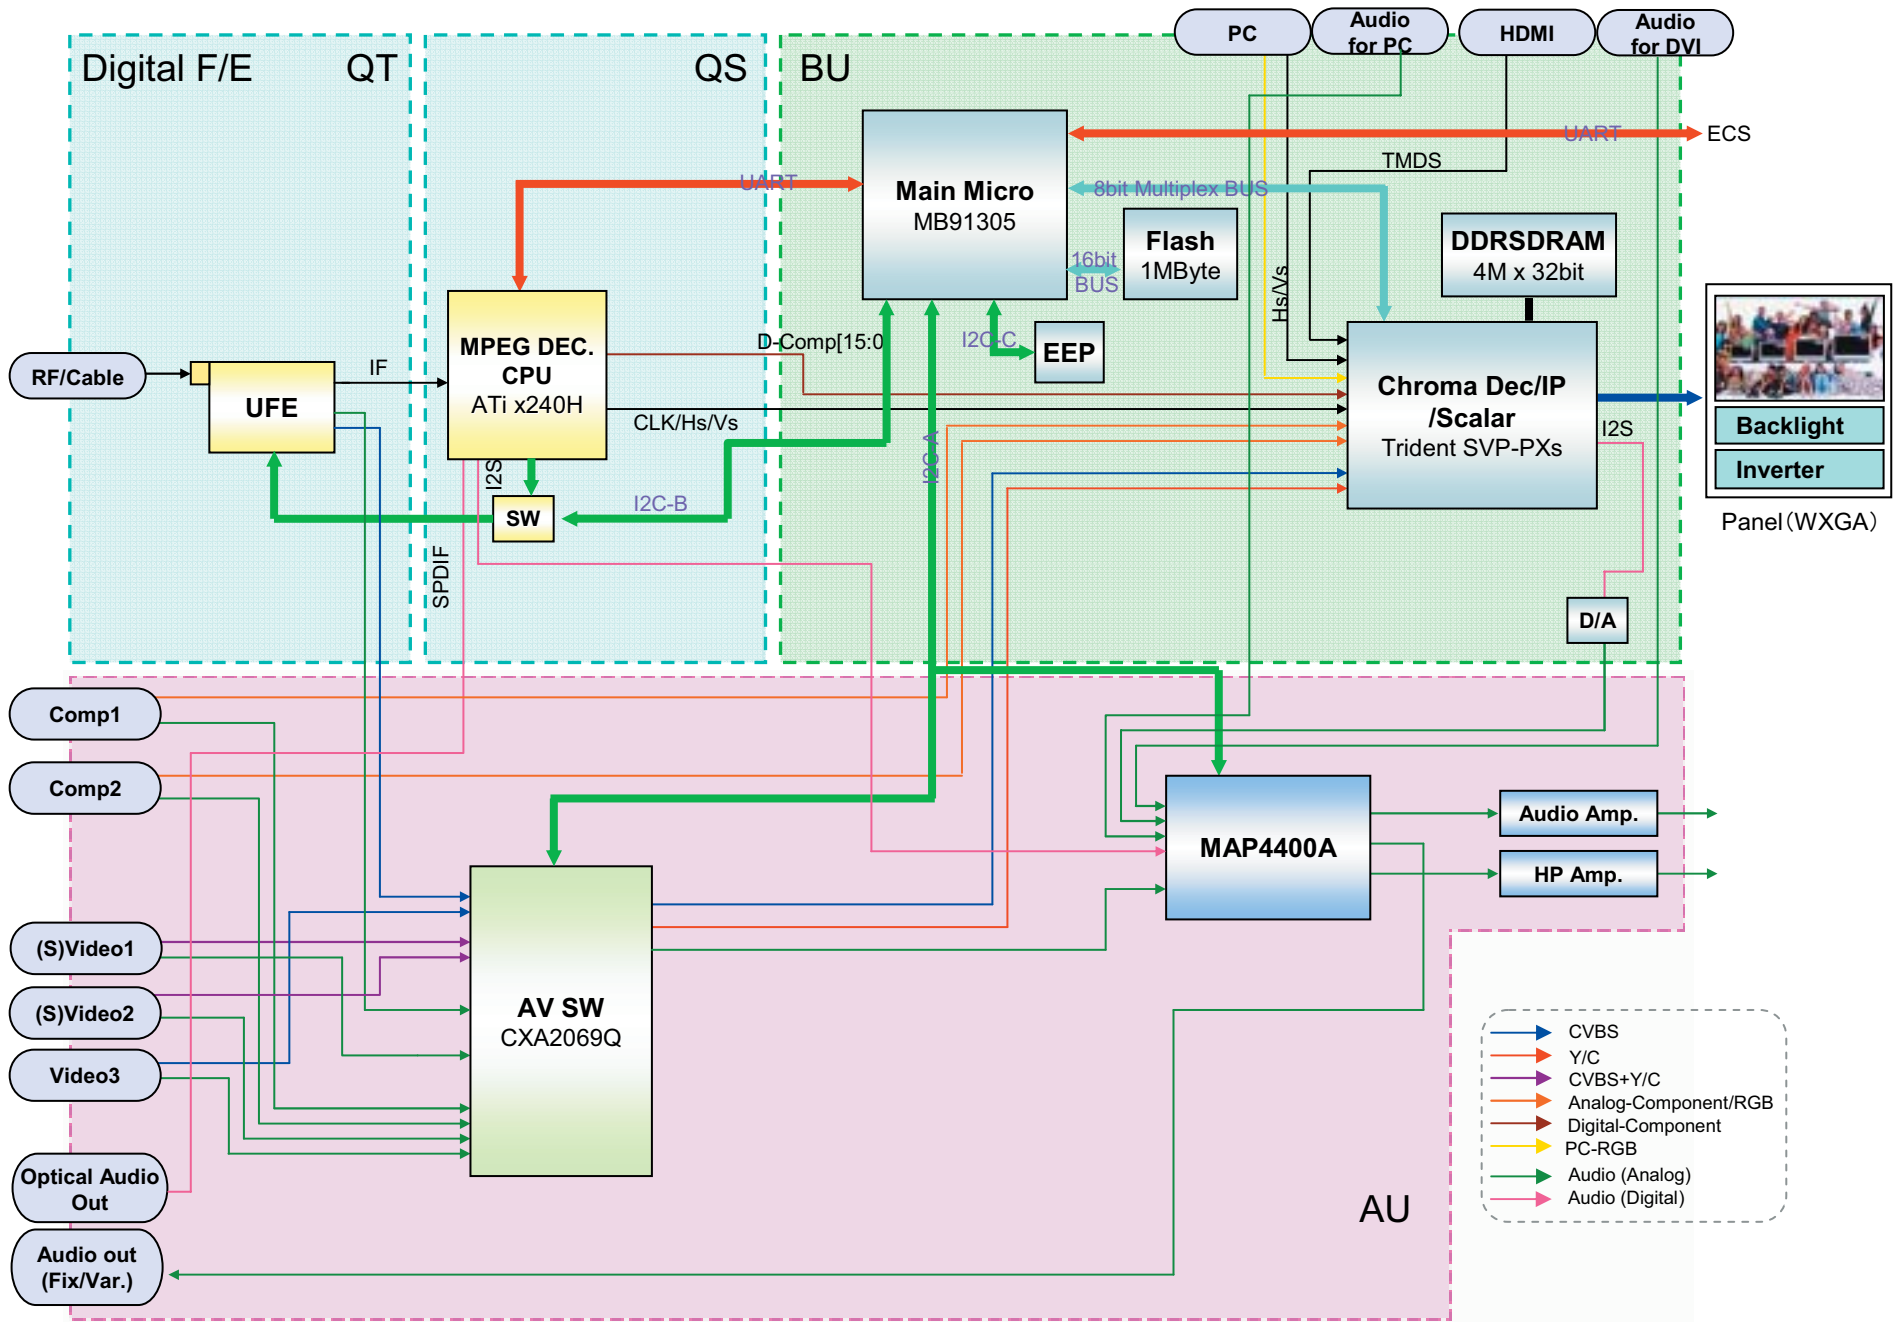 PC
Audio
for PC
HDMI
Audio
for DVI
Digital F/E
QT
QS
BU
Main Micro
MB91305
UART
UART
ECS
TMDS
8bit Multiplex BUS
Flash
1MByte
16bit
BUS
DDRSDRAM
4M x 32bit
Hs/Vs
MPEG DEC.
CPU
ATi x240H
D-Comp[15:0
I2C-C
EEP
RF/Cable
IF
UFE
CLK/Hs/Vs
Chroma Dec/IP
/Scalar
Trident SVP-PXs
I2S
Backlight
Inverter
Panel(WXGA)
I2S
I2C-A
I2C-B
SW
SPDIF
D/A
Comp1
Comp2
MAP4400A
Audio Amp.
HP Amp.
(S)Video1
(S)Video2
Video3
AV SW
CXA2069Q
Optical Audio
Out
Audio out
(Fix/Var.)
AU
CVBS
Y/C
CVBS+Y/C
Analog-Component/RGB
Digital-Component
PC-RGB
Audio (Analog)
Audio (Digital)